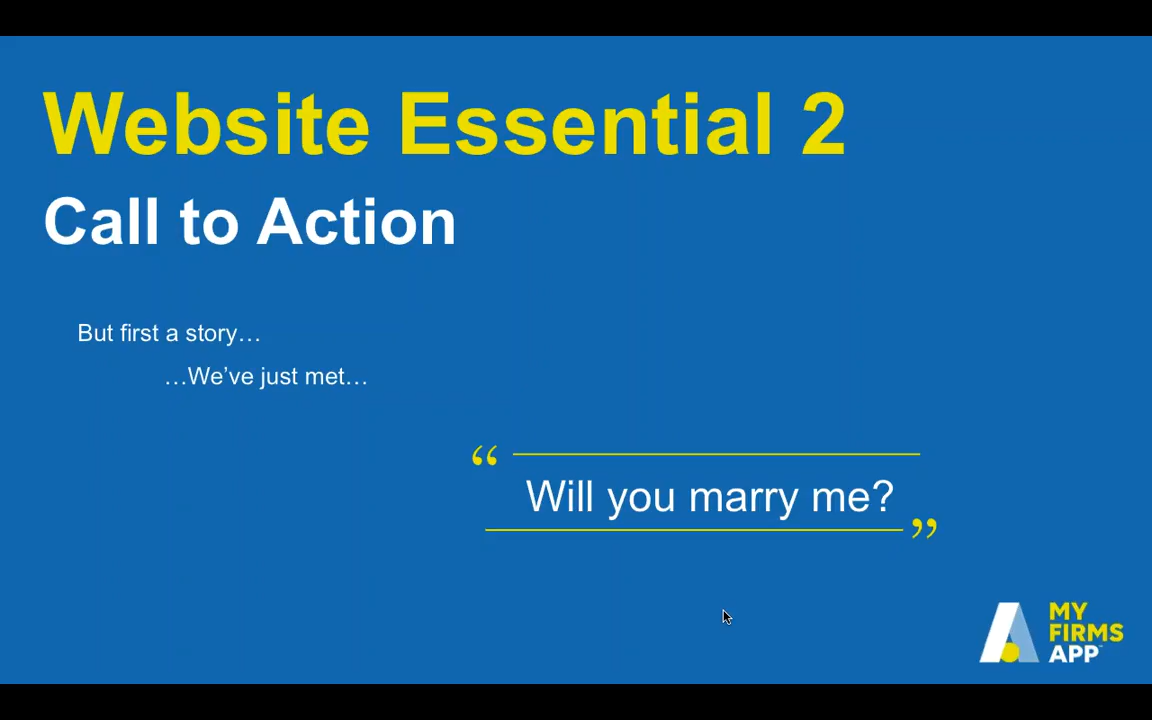 Website Essential 2
Call to Action
But first a story…
…We’ve just met…
“
Will you marry me?
”
MY
FIRMS
APP